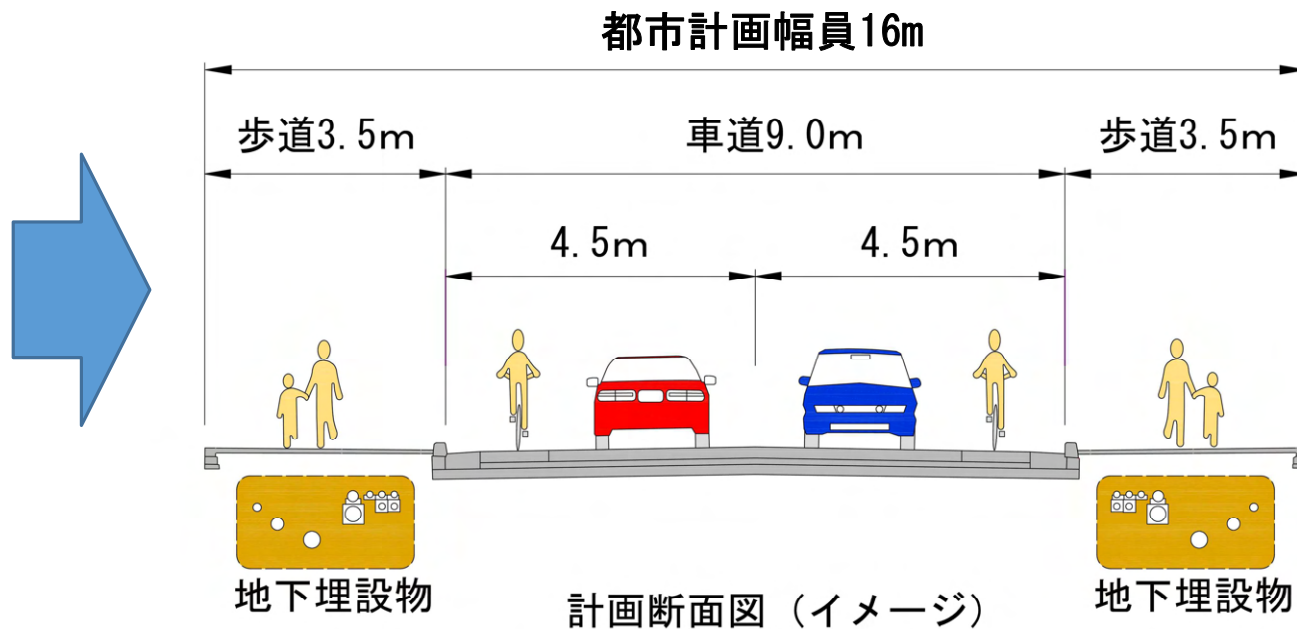 都市計画幅員16m
歩道3.5m 車道9.0m 歩道3.5m
4.5m 4.5m
地下埋設物 計画断面図（イメージ） 地下埋設物